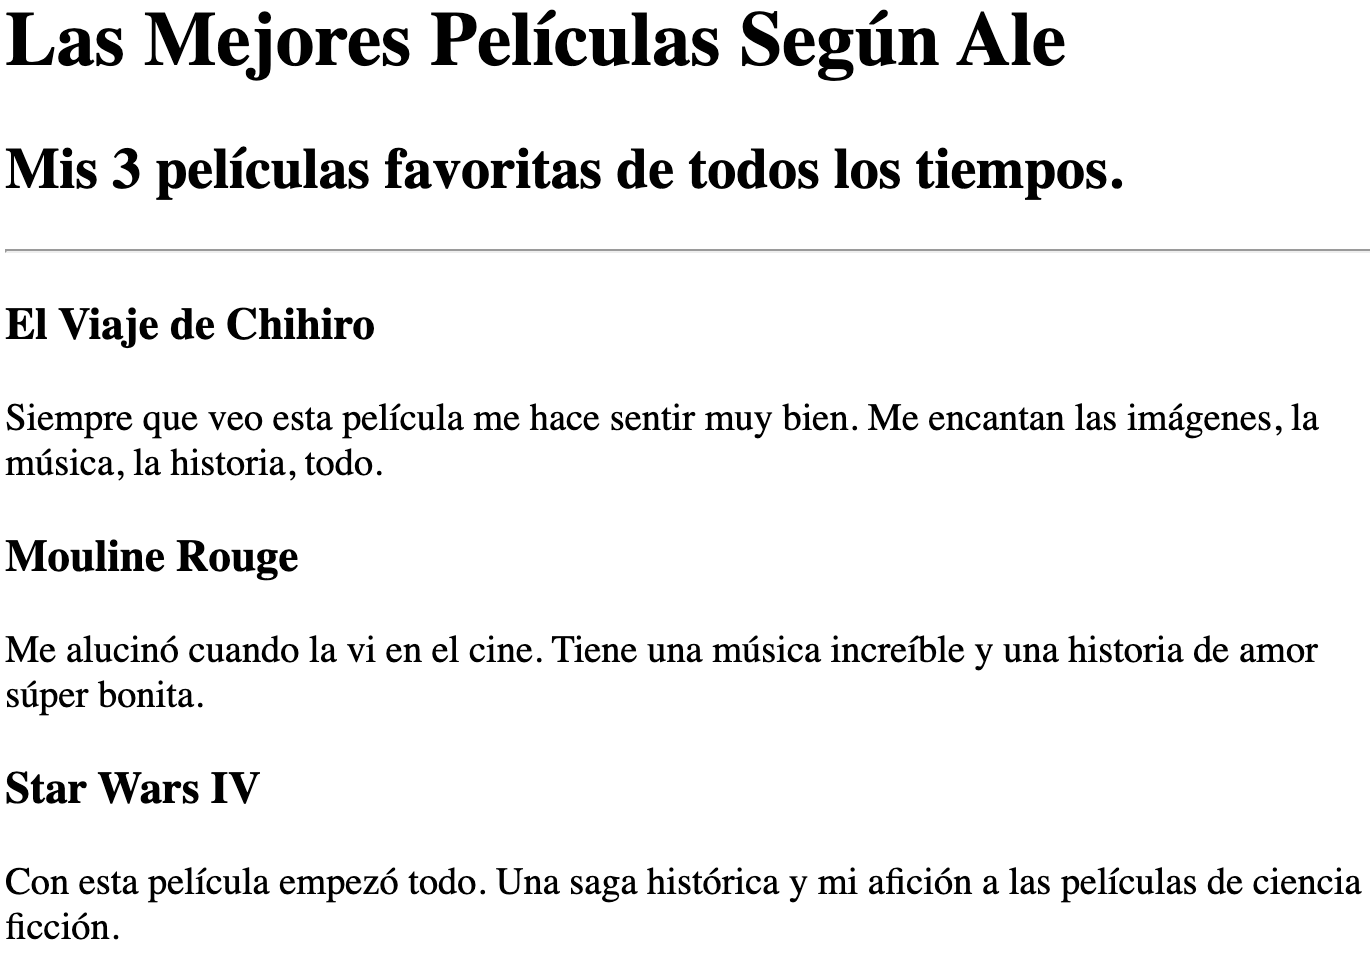 Las Mejores Películas Según Ale
Mis 3 películas favoritas de todos los tiempos.
El Viaje de Chihiro
Siempre que veo esta película me hace sentir muy bien. Me encantan las imágenes, la
música, la historia, todo.
Mouline Rouge
Me alucinó cuando la vi en el cine. Tiene una música increíble y una historia de amor
súper bonita.
Star Wars IV
Con esta película empezó todo. Una saga histórica y mi afición a las películas de ciencia
ficción.